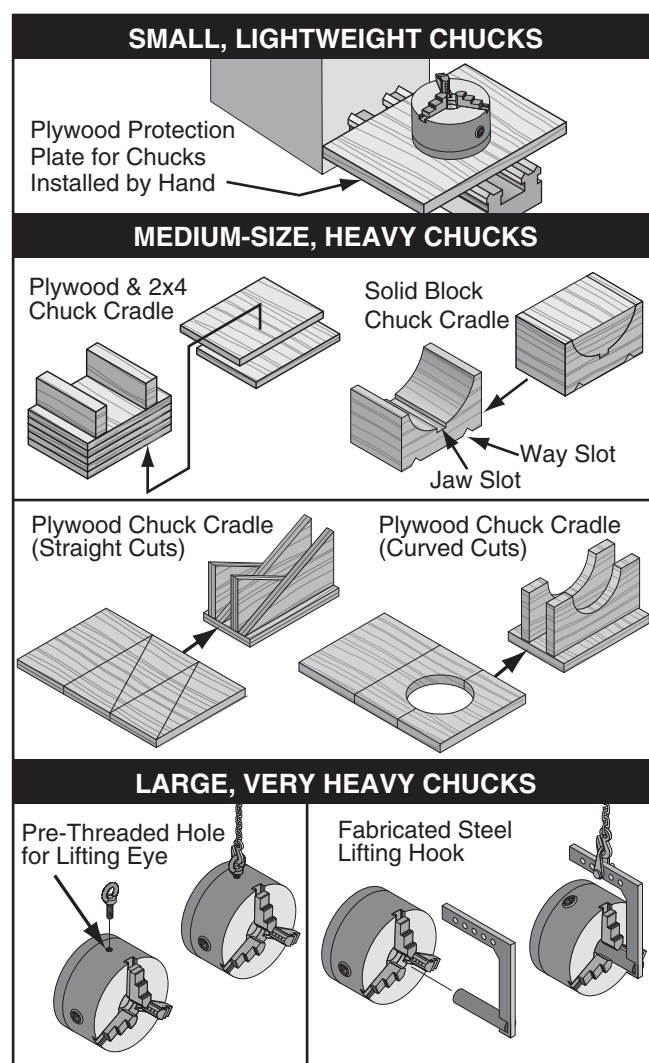 SMALL, LIGHTWEIGHT CHUCKS
Plywood Protection
Plate for Chucks
Installed by Hand
MEDIUM-SIZE, HEAVY CHUCKS
Plywood & 2x4
Chuck Cradle
Solid Block
Chuck Cradle
Way Slot
Jaw Slot
Plywood Chuck Cradle
(Straight Cuts)
Plywood Chuck Cradle
(Curved Cuts)
LARGE, VERY HEAVY CHUCKS
Pre-Threaded Hole
for Lifting Eye
Fabricated Steel
Lifting Hook